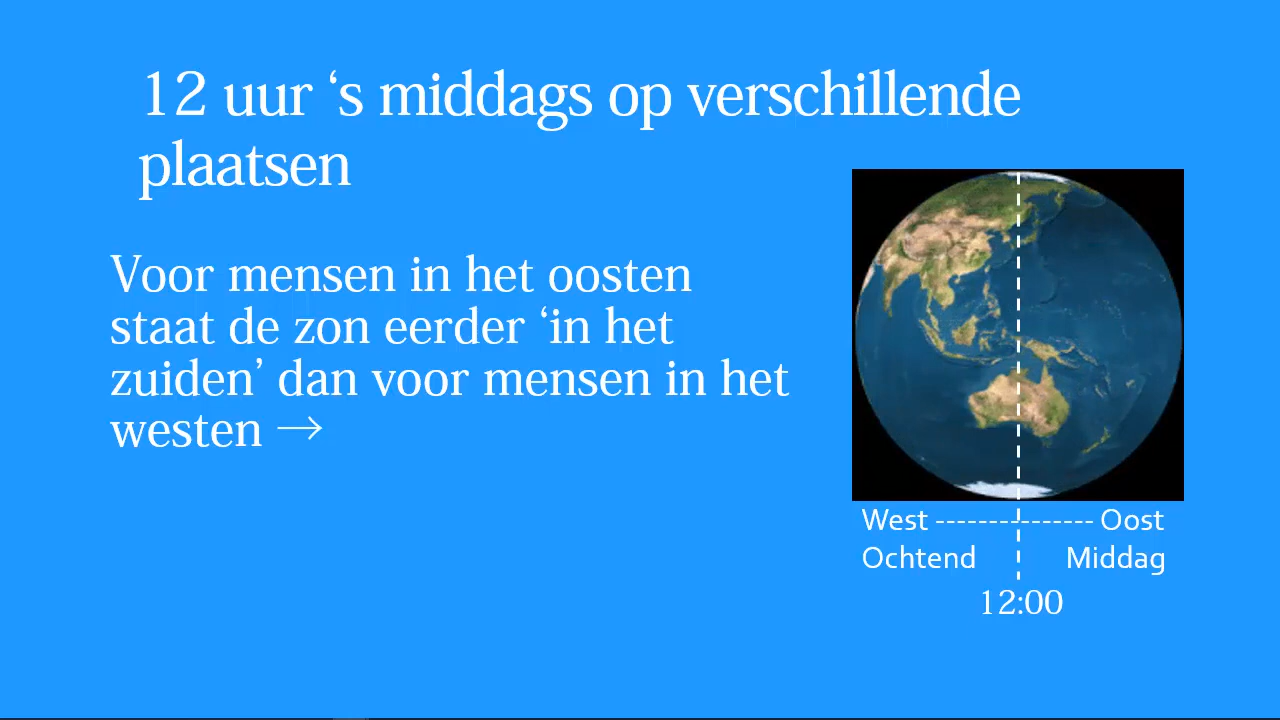 12 uur ‘s middags op verschillende
plaatsen
Voor mensen in het oosten
staat de zon eerder ‘in het
zuiden’ dan voor mensen in het
westen →
West --------------- Oost
Ochtend Middag
12:00